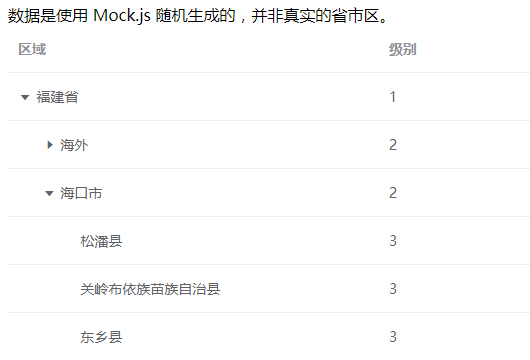 数据是使用 Mock.js 随机生成的，并非真实的省市区。
区域 级别
福建省 1
海外 2
海口市 2
松潘县 3
关岭布依族苗族自治县 3
东乡县 3